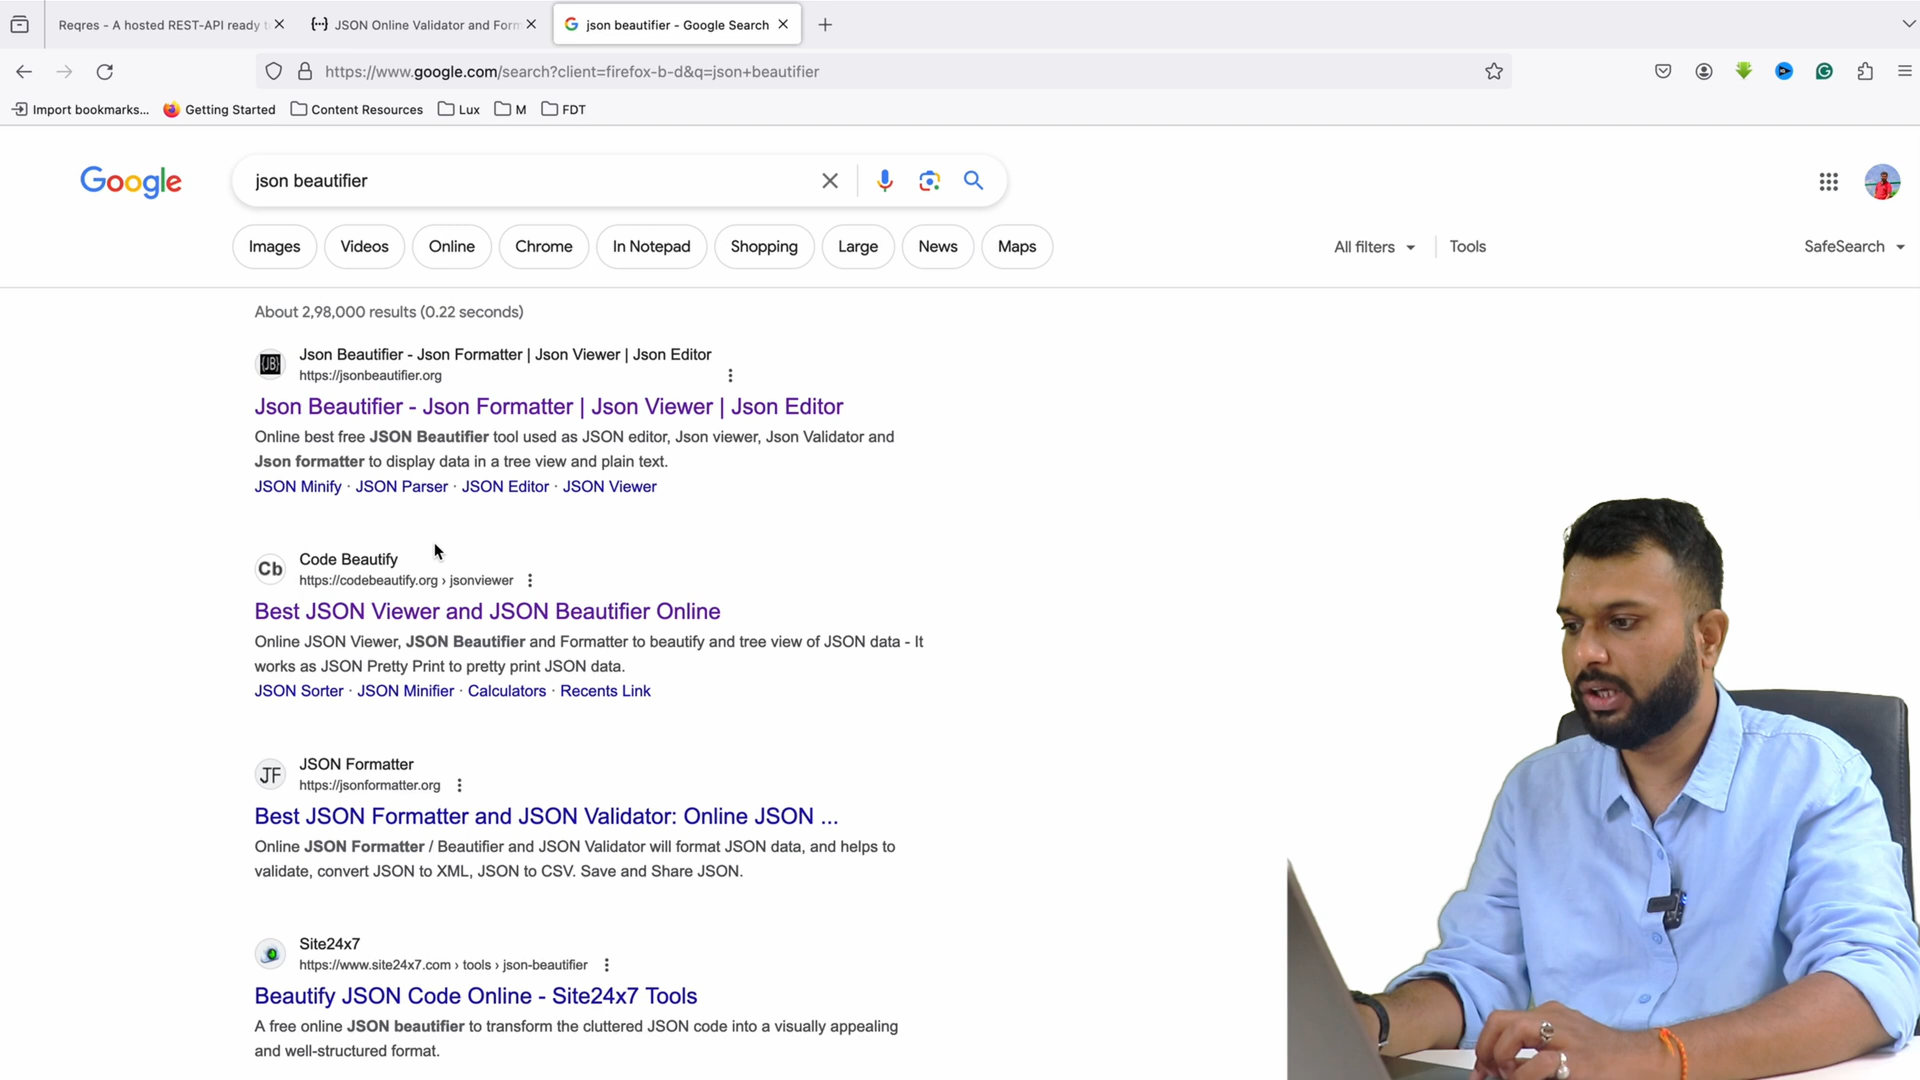 Reqres - A hosted REST-API ready t
JSON Online Validator and Form
json beautifier - Google Search
https://www.google.com/search?client=firefox-b-d&q=json+beautifier
Import bookmarks...
Getting Started
Content Resources
Lux
M
FDT
Google
json beautifier
Images
Videos
Online
Chrome
In Notepad
Shopping
Large
News
Maps
All filters
Tools
SafeSearch
About 2,98,000 results (0.22 seconds)
{JB}
Json Beautifier - Json Formatter | Json Viewer | Json Editor
https://jsonbeautifier.org
Json Beautifier - Json Formatter | Json Viewer | Json Editor
Online best free JSON Beautifier tool used as JSON editor, Json viewer, Json Validator and
Json formatter to display data in a tree view and plain text.
JSON Minify · JSON Parser · JSON Editor · JSON Viewer
Cb
Code Beautify
https://codebeautify.org › jsonviewer
Best JSON Viewer and JSON Beautifier Online
Online JSON Viewer, JSON Beautifier and Formatter to beautify and tree view of JSON data - It
works as JSON Pretty Print to pretty print JSON data.
JSON Sorter · JSON Minifier · Calculators · Recents Link
JF
JSON Formatter
https://jsonformatter.org
Best JSON Formatter and JSON Validator: Online JSON ...
Online JSON Formatter / Beautifier and JSON Validator will format JSON data, and helps to
validate, convert JSON to XML, JSON to CSV. Save and Share JSON.
Site24x7
https://www.site24x7.com › tools › json-beautifier
Beautify JSON Code Online - Site24x7 Tools
A free online JSON beautifier to transform the cluttered JSON code into a visually appealing
and well-structured format.